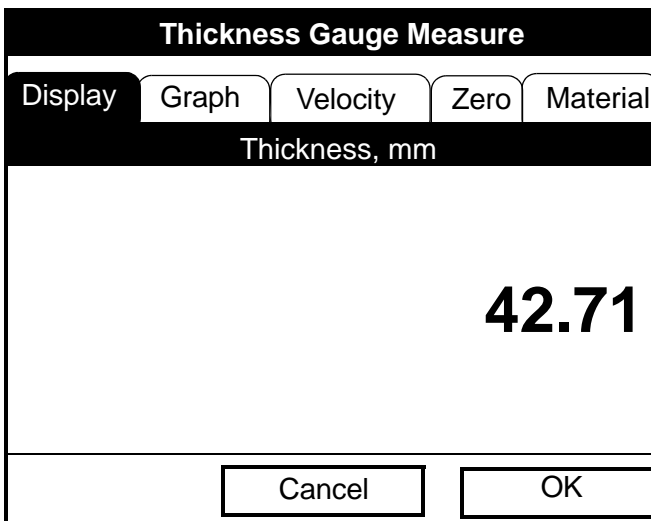 Thickness Gauge Measure
Display Graph Velocity Zero Material
Thickness, mm
42.71
Cancel OK